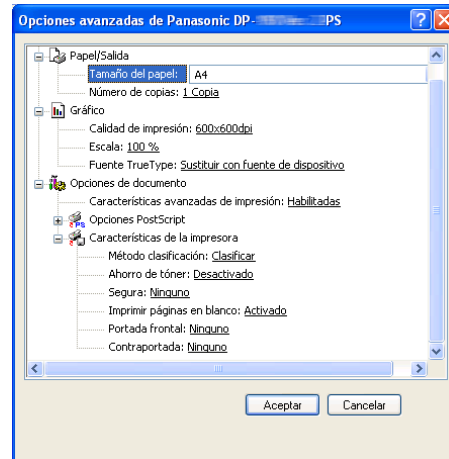 Opciones avanzadas de Panasonic DP- PS
Papel/Salida
Tamaño del papel: A4
Número de copias: 1 Copia
Gráfico
Calidad de impresión: 600x600dpi
Escala: 100 %
Fuente TrueType: Sustituir con fuente de dispositivo
Opciones de documento
Características avanzadas de impresión: Habilitadas
Opciones PostScript
Características de la impresora
Método clasificación: Clasificar
Ahorro de tóner: Desactivado
Segura: Ninguno
Imprimir páginas en blanco: Activado
Portada frontal: Ninguno
Contraportada: Ninguno
Aceptar Cancelar